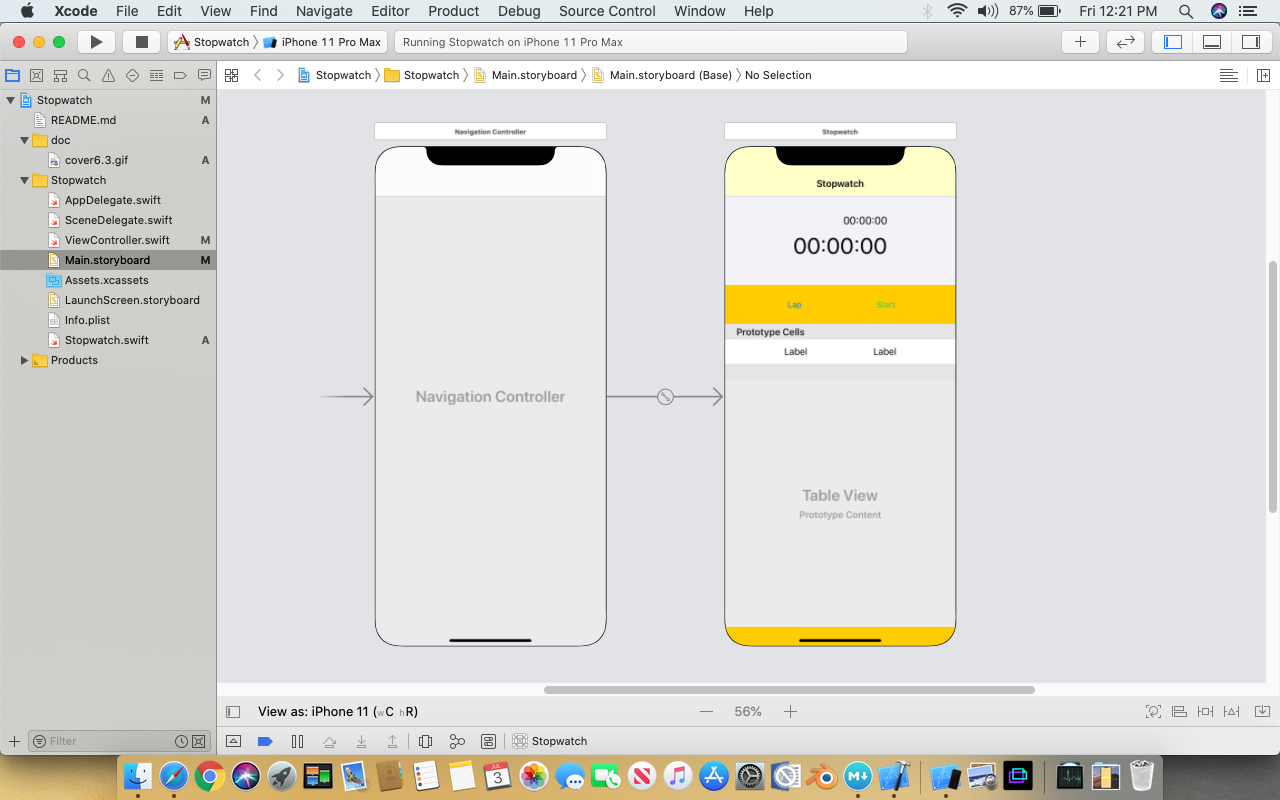 Xcode File Edit View Find Navigate Editor Product Debug Source Control Window Help 87% Fri 12:21 PM
Stopwatch iPhone 11 Pro Max Running Stopwatch on iPhone 11 Pro Max
Stopwatch Stopwatch Main.storyboard Main.storyboard (Base) No Selection
Stopwatch M
README.md A
doc
cover6.3.gif A
Stopwatch
AppDelegate.swift
SceneDelegate.swift
ViewController.swift M
Main.storyboard M
Assets.xcassets
LaunchScreen.storyboard
Info.plist
Stopwatch.swift A
Products
Filter
Navigation Controller
Navigation Controller
Stopwatch
Stopwatch
00:00:00
00:00:00
Lap Start
Prototype Cells
Label Label
Table View
Prototype Content
View as: iPhone 11 (wC hR) 56%
Stopwatch
JUL
3
M↓